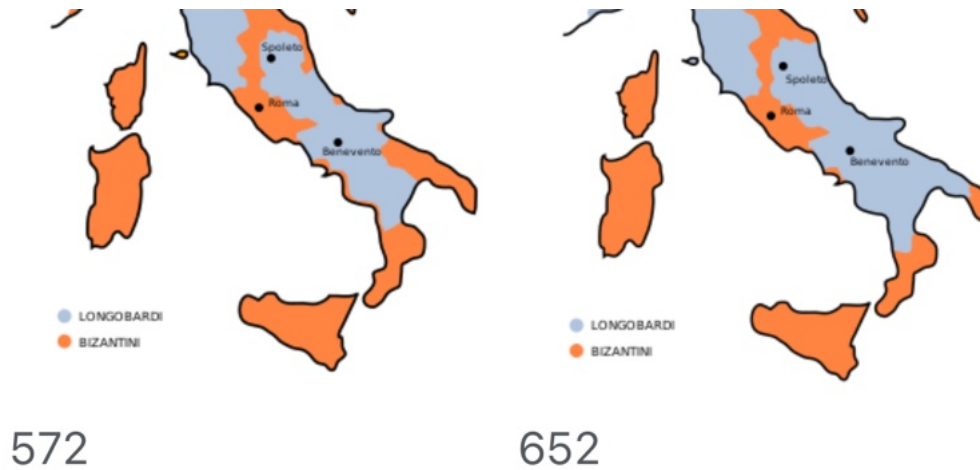 Spoleto
Roma
Benevento
LONGOBARDI
BIZANTINI
572
Spoleto
Roma
Benevento
LONGOBARDI
BIZANTINI
652